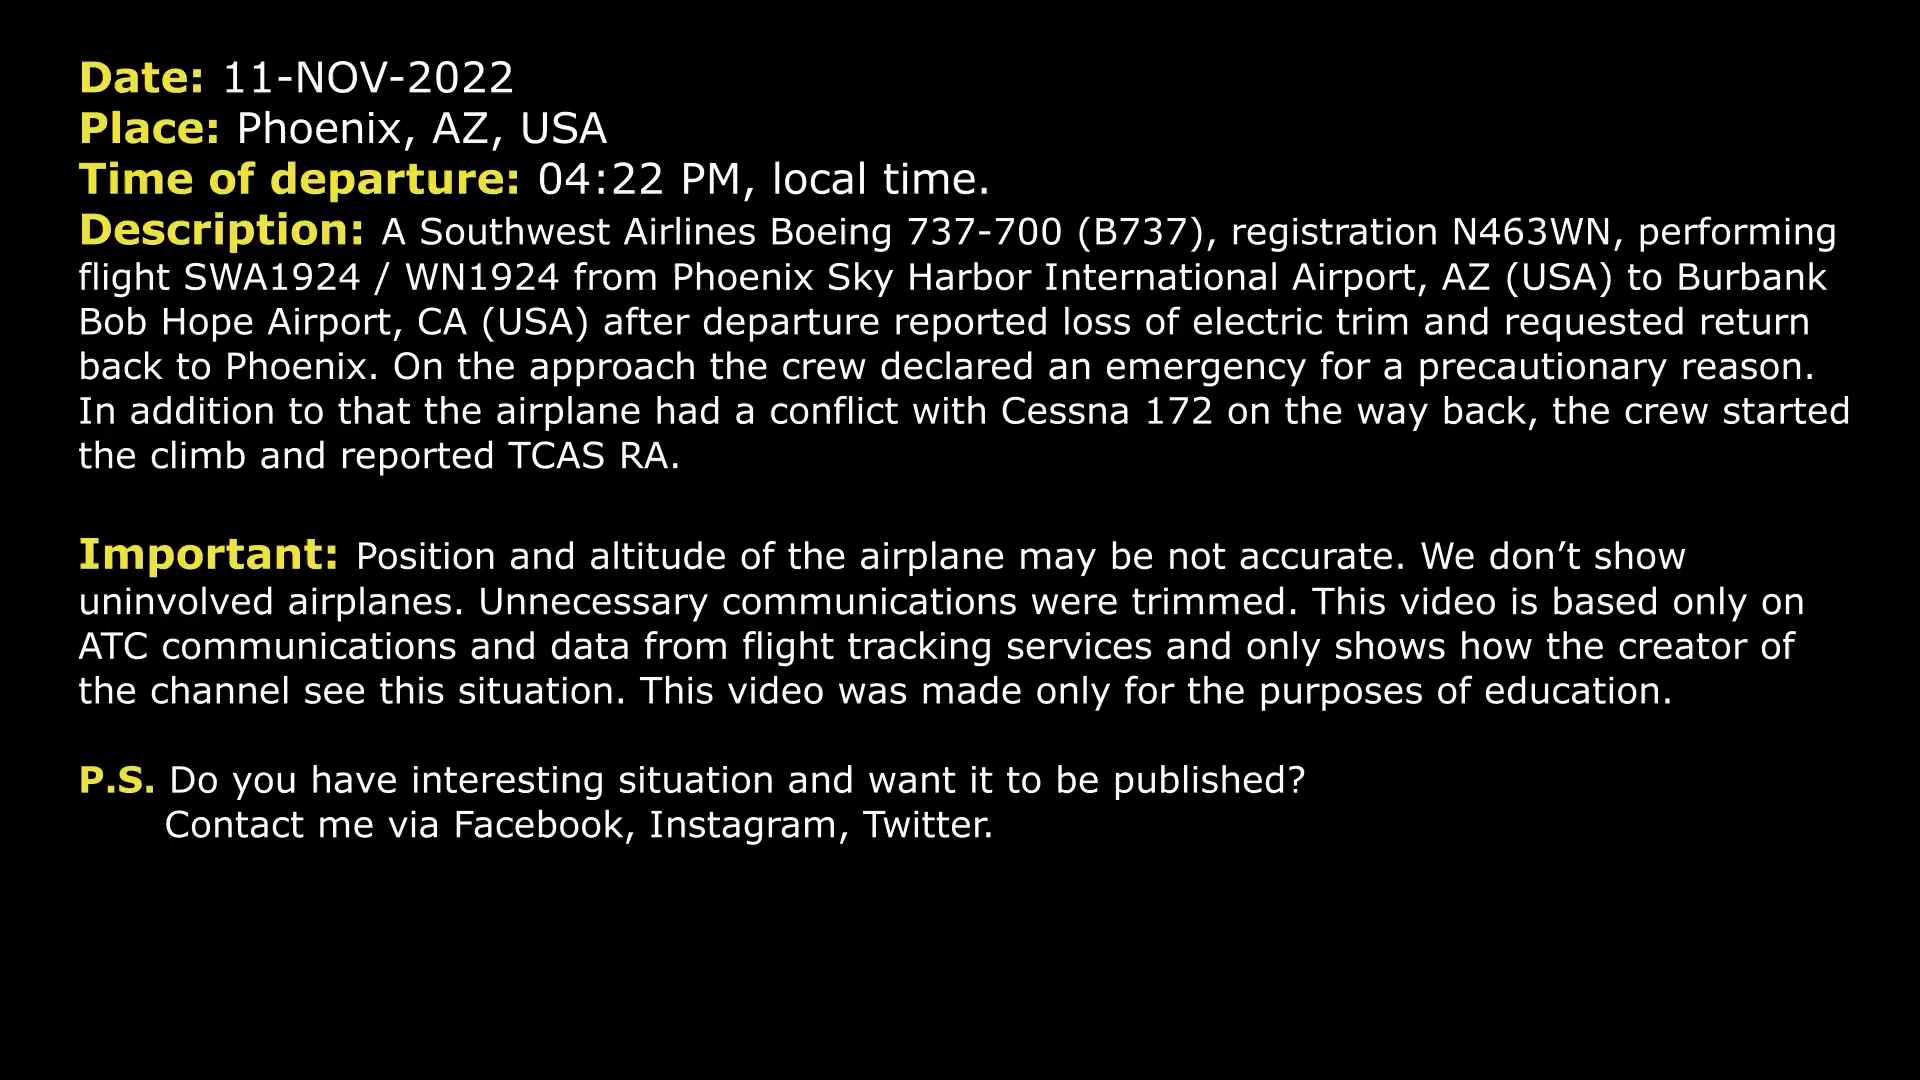 Date: 11-NOV-2022
Place: Phoenix, AZ, USA
Time of departure: 04:22 PM, local time.
Description: A Southwest Airlines Boeing 737-700 (B737), registration N463WN, performing
flight SWA1924 / WN1924 from Phoenix Sky Harbor International Airport, AZ (USA) to Burbank
Bob Hope Airport, CA (USA) after departure reported loss of electric trim and requested return
back to Phoenix. On the approach the crew declared an emergency for a precautionary reason.
In addition to that the airplane had a conflict with Cessna 172 on the way back, the crew started
the climb and reported TCAS RA.
Important: Position and altitude of the airplane may be not accurate. We don’t show
uninvolved airplanes. Unnecessary communications were trimmed. This video is based only on
ATC communications and data from flight tracking services and only shows how the creator of
the channel see this situation. This video was made only for the purposes of education.
P.S. Do you have interesting situation and want it to be published?
Contact me via Facebook, Instagram, Twitter.